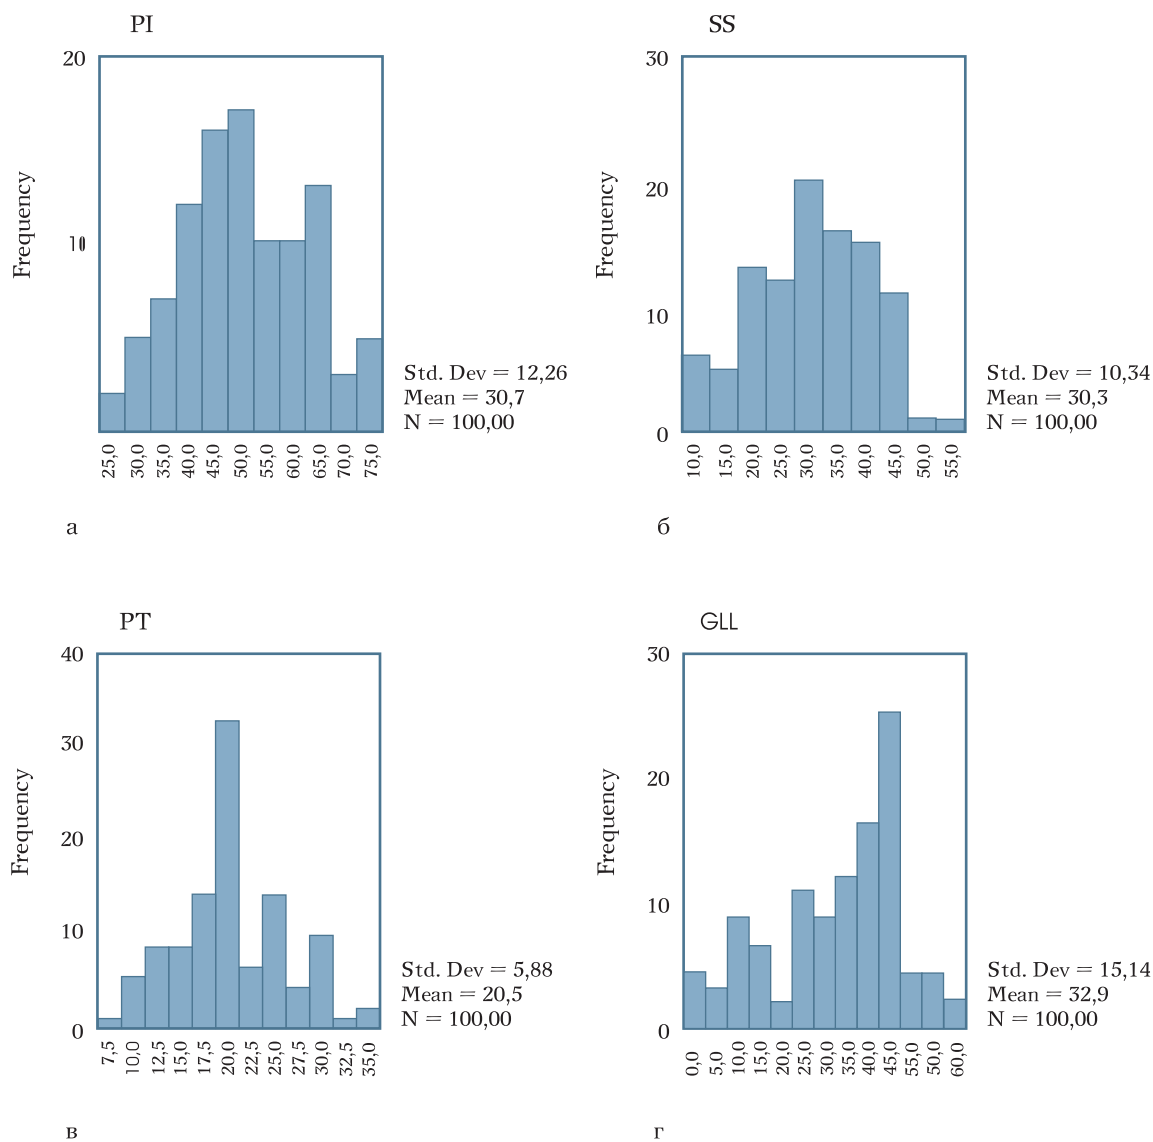 PI
20
10
Frequency
25,0 30,0 35,0 40,0 45,0 50,0 55,0 60,0 65,0 70,0 75,0
Std. Dev = 12,26
Mean = 30,7
N = 100,00
а
SS
30
20
10
0
Frequency
10,0 15,0 20,0 25,0 30,0 35,0 40,0 45,0 50,0 55,0
Std. Dev = 10,34
Mean = 30,3
N = 100,00
б
PT
40
30
20
10
0
Frequency
7,5 10,0 12,5 15,0 17,5 20,0 22,5 25,0 27,5 30,0 32,5 35,0
Std. Dev = 5,88
Mean = 20,5
N = 100,00
в
GLL
30
20
10
0
Frequency
0,0 5,0 10,0 15,0 20,0 25,0 30,0 35,0 40,0 45,0 55,0 50,0 60,0
Std. Dev = 15,14
Mean = 32,9
N = 100,00
г